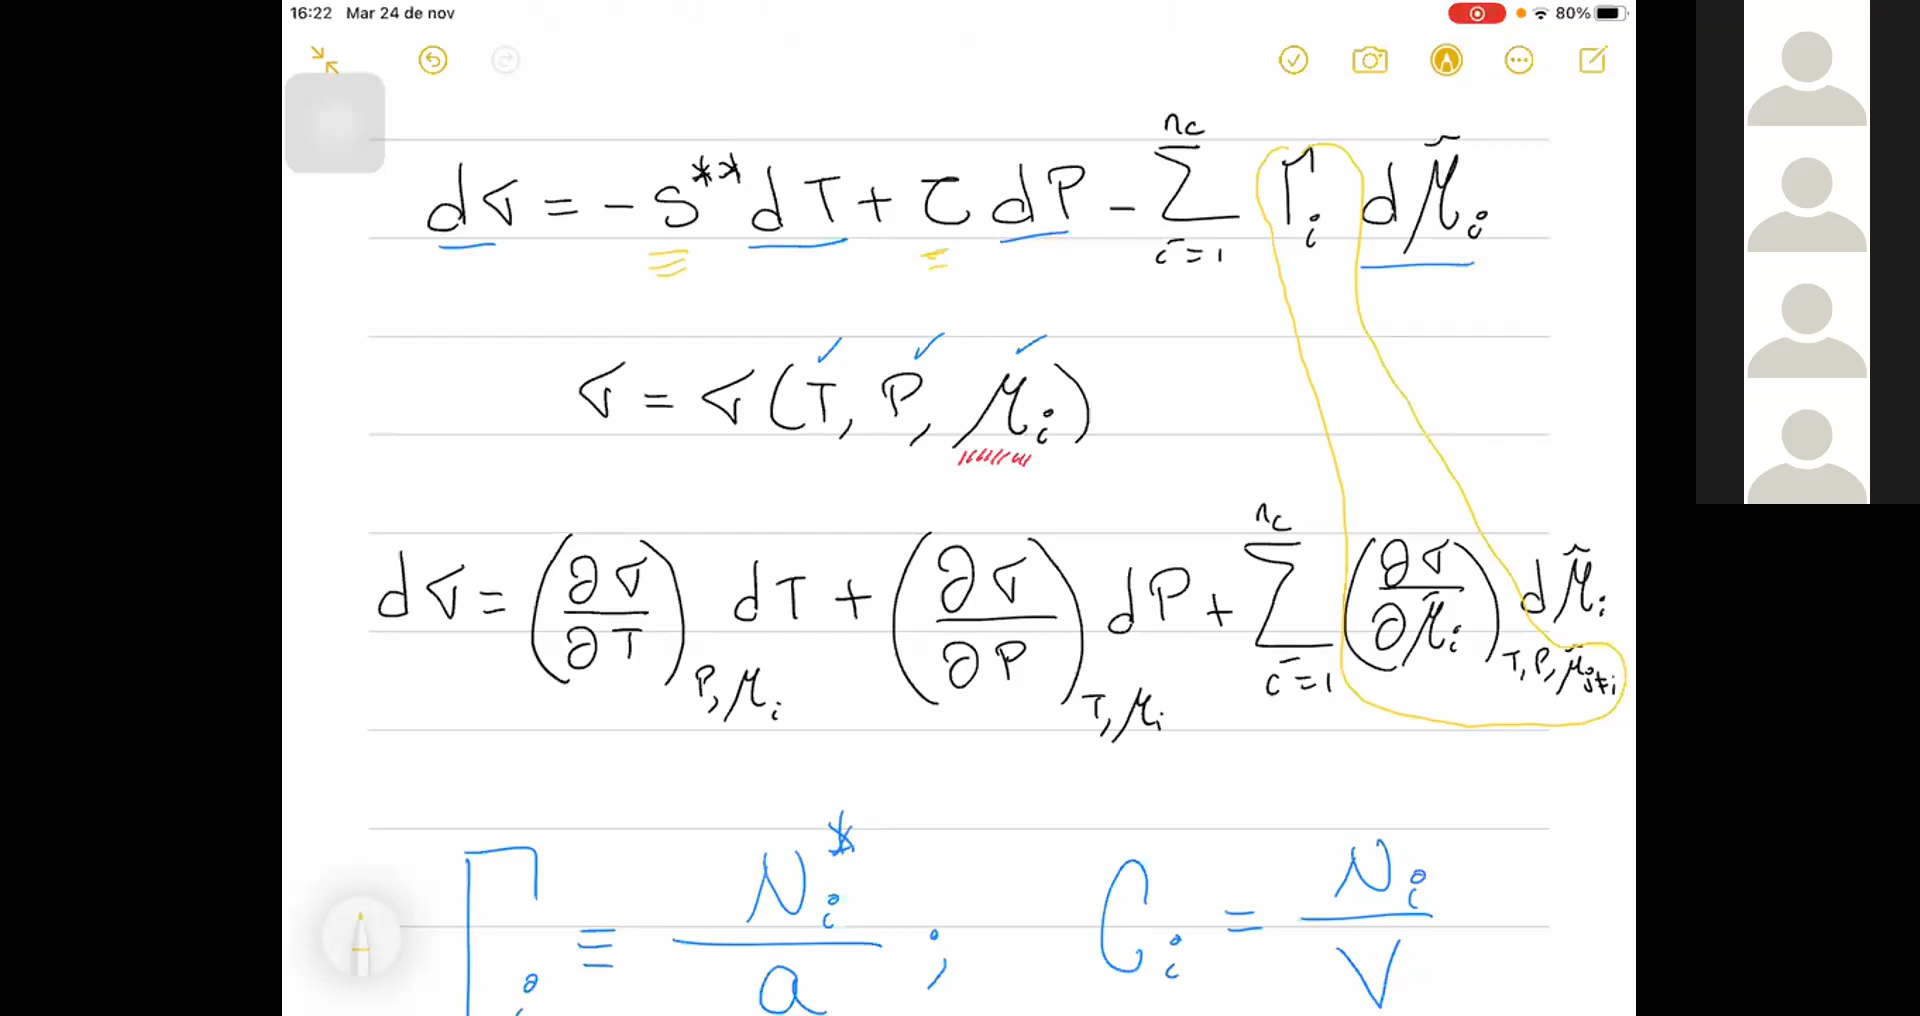 16:22 Mar 24 de nov 80%
dσ = -S** dT + τ dP - Σ_{i=1}^{nc} Γ_i dμ̃_i
σ = σ(T, P, μ_i)
dσ = (∂σ/∂T)_{P, μ_i} dT + (∂σ/∂P)_{T, μ_i} dP + Σ_{i=1}^{nc} (∂σ/∂μ̃_i)_{T, P, μ̃_{j≠i}} dμ̃_i
Γ_i ≡ N_i*/a ; C_i = N_i/V